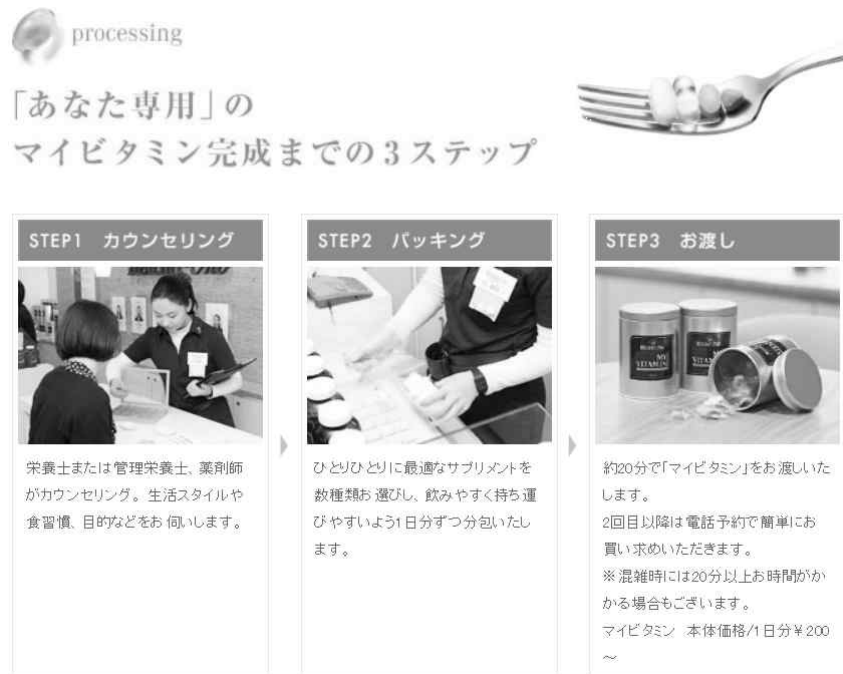 processing
「あなた専用」の
マイビタミン完成までの3ステップ
STEP1 カウンセリング
栄養士または管理栄養士、薬剤師
がカウンセリング。生活スタイルや
食習慣、目的などをお伺いします。
STEP2 パッキング
ひとりひとりに最適なサプリメントを
数種類お選びし、飲みやすく持ち運
びやすいよう1日分ずつ分包いたし
ます。
STEP3 お渡し
MY
VITAMIN
約20分で「マイビタミン」をお渡しいた
します。
2回目以降は電話予約で簡単にお
買い求めいただきます。
※混雑時には20分以上お時間がか
かる場合もございます。
マイビタミン 本体価格/1日分¥200
～